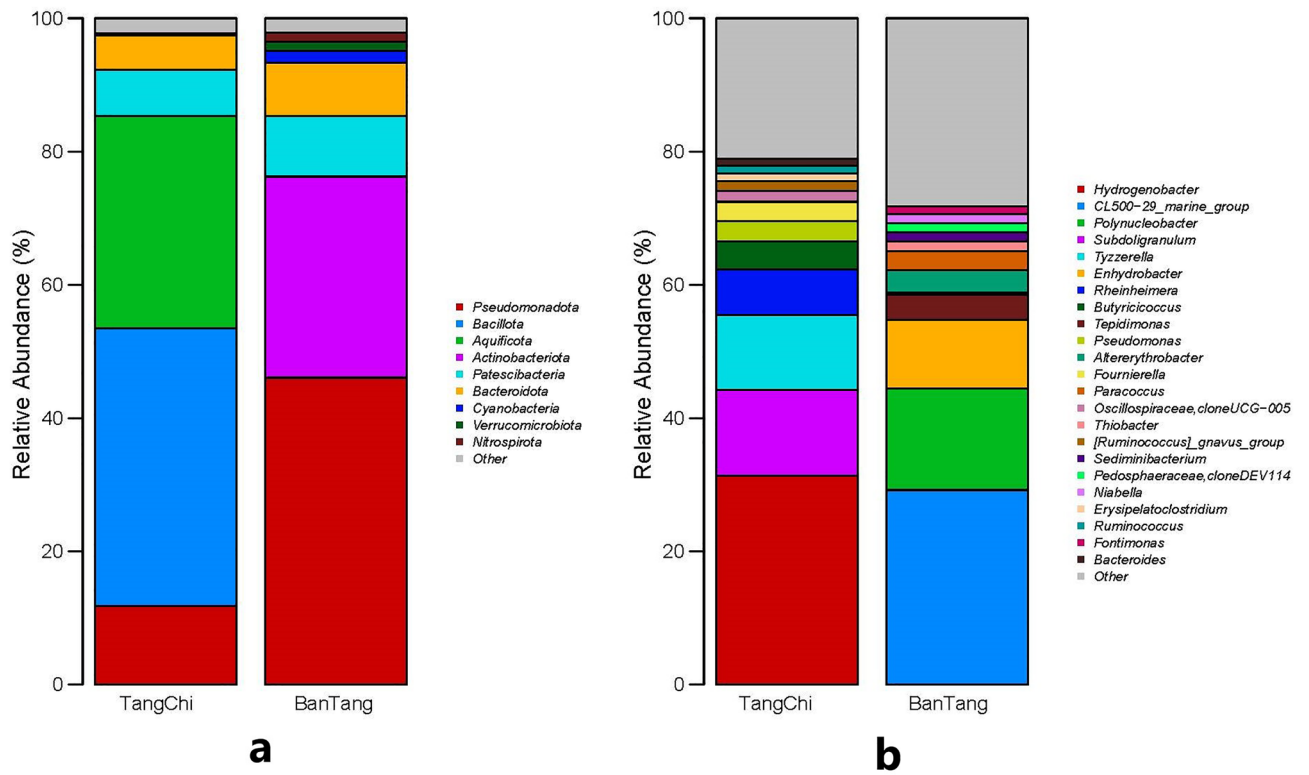 100
80
60
40
20
0
Relative Abundance (%)
TangChi
BanTang
Pseudomonadota
Bacillota
Aquificota
Actinobacteriota
Patescibacteria
Bacteroidota
Cyanobacteria
Verrucomicrobiota
Nitrospirota
Other
a
100
80
60
40
20
0
Relative Abundance (%)
TangChi
BanTang
Hydrogenobacter
CL500-29_marine_group
Polynucleobacter
Subdoligranulum
Tyzzerella
Enhydrobacter
Rheinheimera
Butyricicoccus
Tepidimonas
Pseudomonas
Altererythrobacter
Fournierella
Paracoccus
Oscillospiraceae,cloneUCG-005
Thiobacter
[Ruminococcus]_gnavus_group
Sediminibacterium
Pedosphaeraceae,cloneDEV114
Niabella
Erysipelatoclostridium
Ruminococcus
Fontimonas
Bacteroides
Other
b